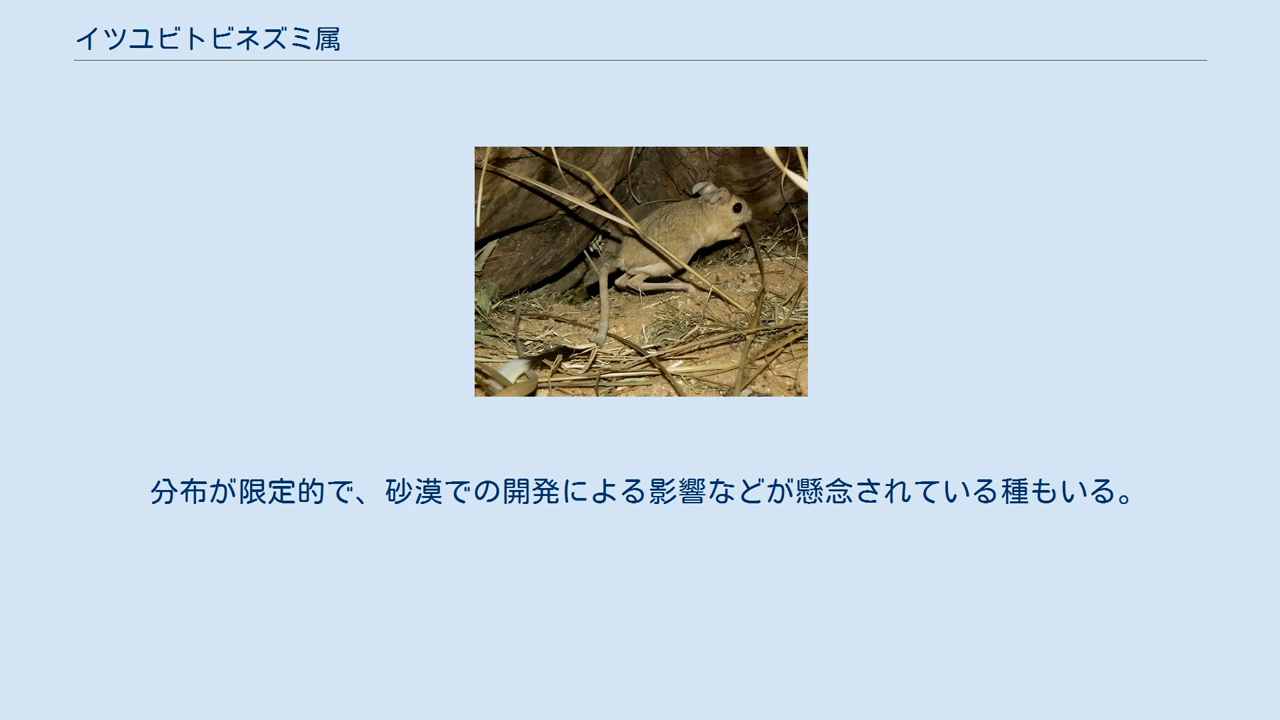 イツユビトビネズミ属
分布が限定的で、砂漠での開発による影響などが懸念されている種もいる。